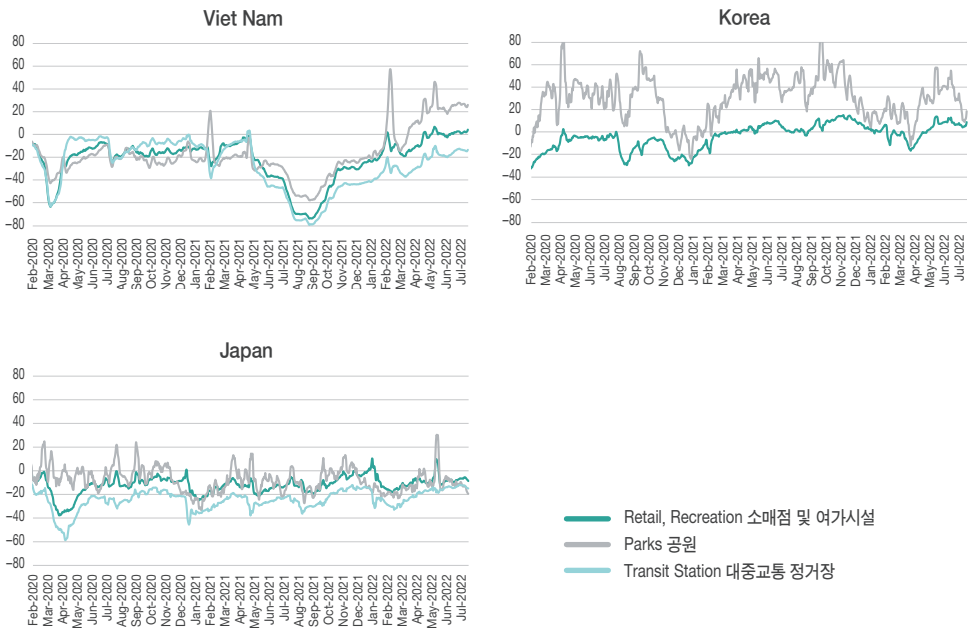 Viet Nam
80
60
40
20
0
−20
−40
−60
−80
Feb-2020
Mar-2020
Apr-2020
May-2020
Jun-2020
Jul-2020
Aug-2020
Sep-2020
Oct-2020
Nov-2020
Dec-2020
Jan-2021
Feb-2021
Mar-2021
Apr-2021
May-2021
Jun-2021
Jul-2021
Aug-2021
Sep-2021
Oct-2021
Nov-2021
Dec-2021
Jan-2022
Feb-2022
Mar-2022
Apr-2022
May-2022
Jun-2022
Jul-2022
Korea
80
60
40
20
0
−20
−40
−60
−80
Feb-2020
Mar-2020
Apr-2020
May-2020
Jun-2020
Jul-2020
Aug-2020
Sep-2020
Oct-2020
Nov-2020
Dec-2020
Jan-2021
Feb-2021
Mar-2021
Apr-2021
May-2021
Jun-2021
Jul-2021
Aug-2021
Sep-2021
Oct-2021
Nov-2021
Dec-2021
Jan-2022
Feb-2022
Mar-2022
Apr-2022
May-2022
Jun-2022
Jul-2022
Japan
80
60
40
20
0
−20
−40
−60
−80
Feb-2020
Mar-2020
Apr-2020
May-2020
Jun-2020
Jul-2020
Aug-2020
Sep-2020
Oct-2020
Nov-2020
Dec-2020
Jan-2021
Feb-2021
Mar-2021
Apr-2021
May-2021
Jun-2021
Jul-2021
Aug-2021
Sep-2021
Oct-2021
Nov-2021
Dec-2021
Jan-2022
Feb-2022
Mar-2022
Apr-2022
May-2022
Jun-2022
Jul-2022
Retail, Recreation 소매점 및 여가시설
Parks 공원
Transit Station 대중교통 정거장